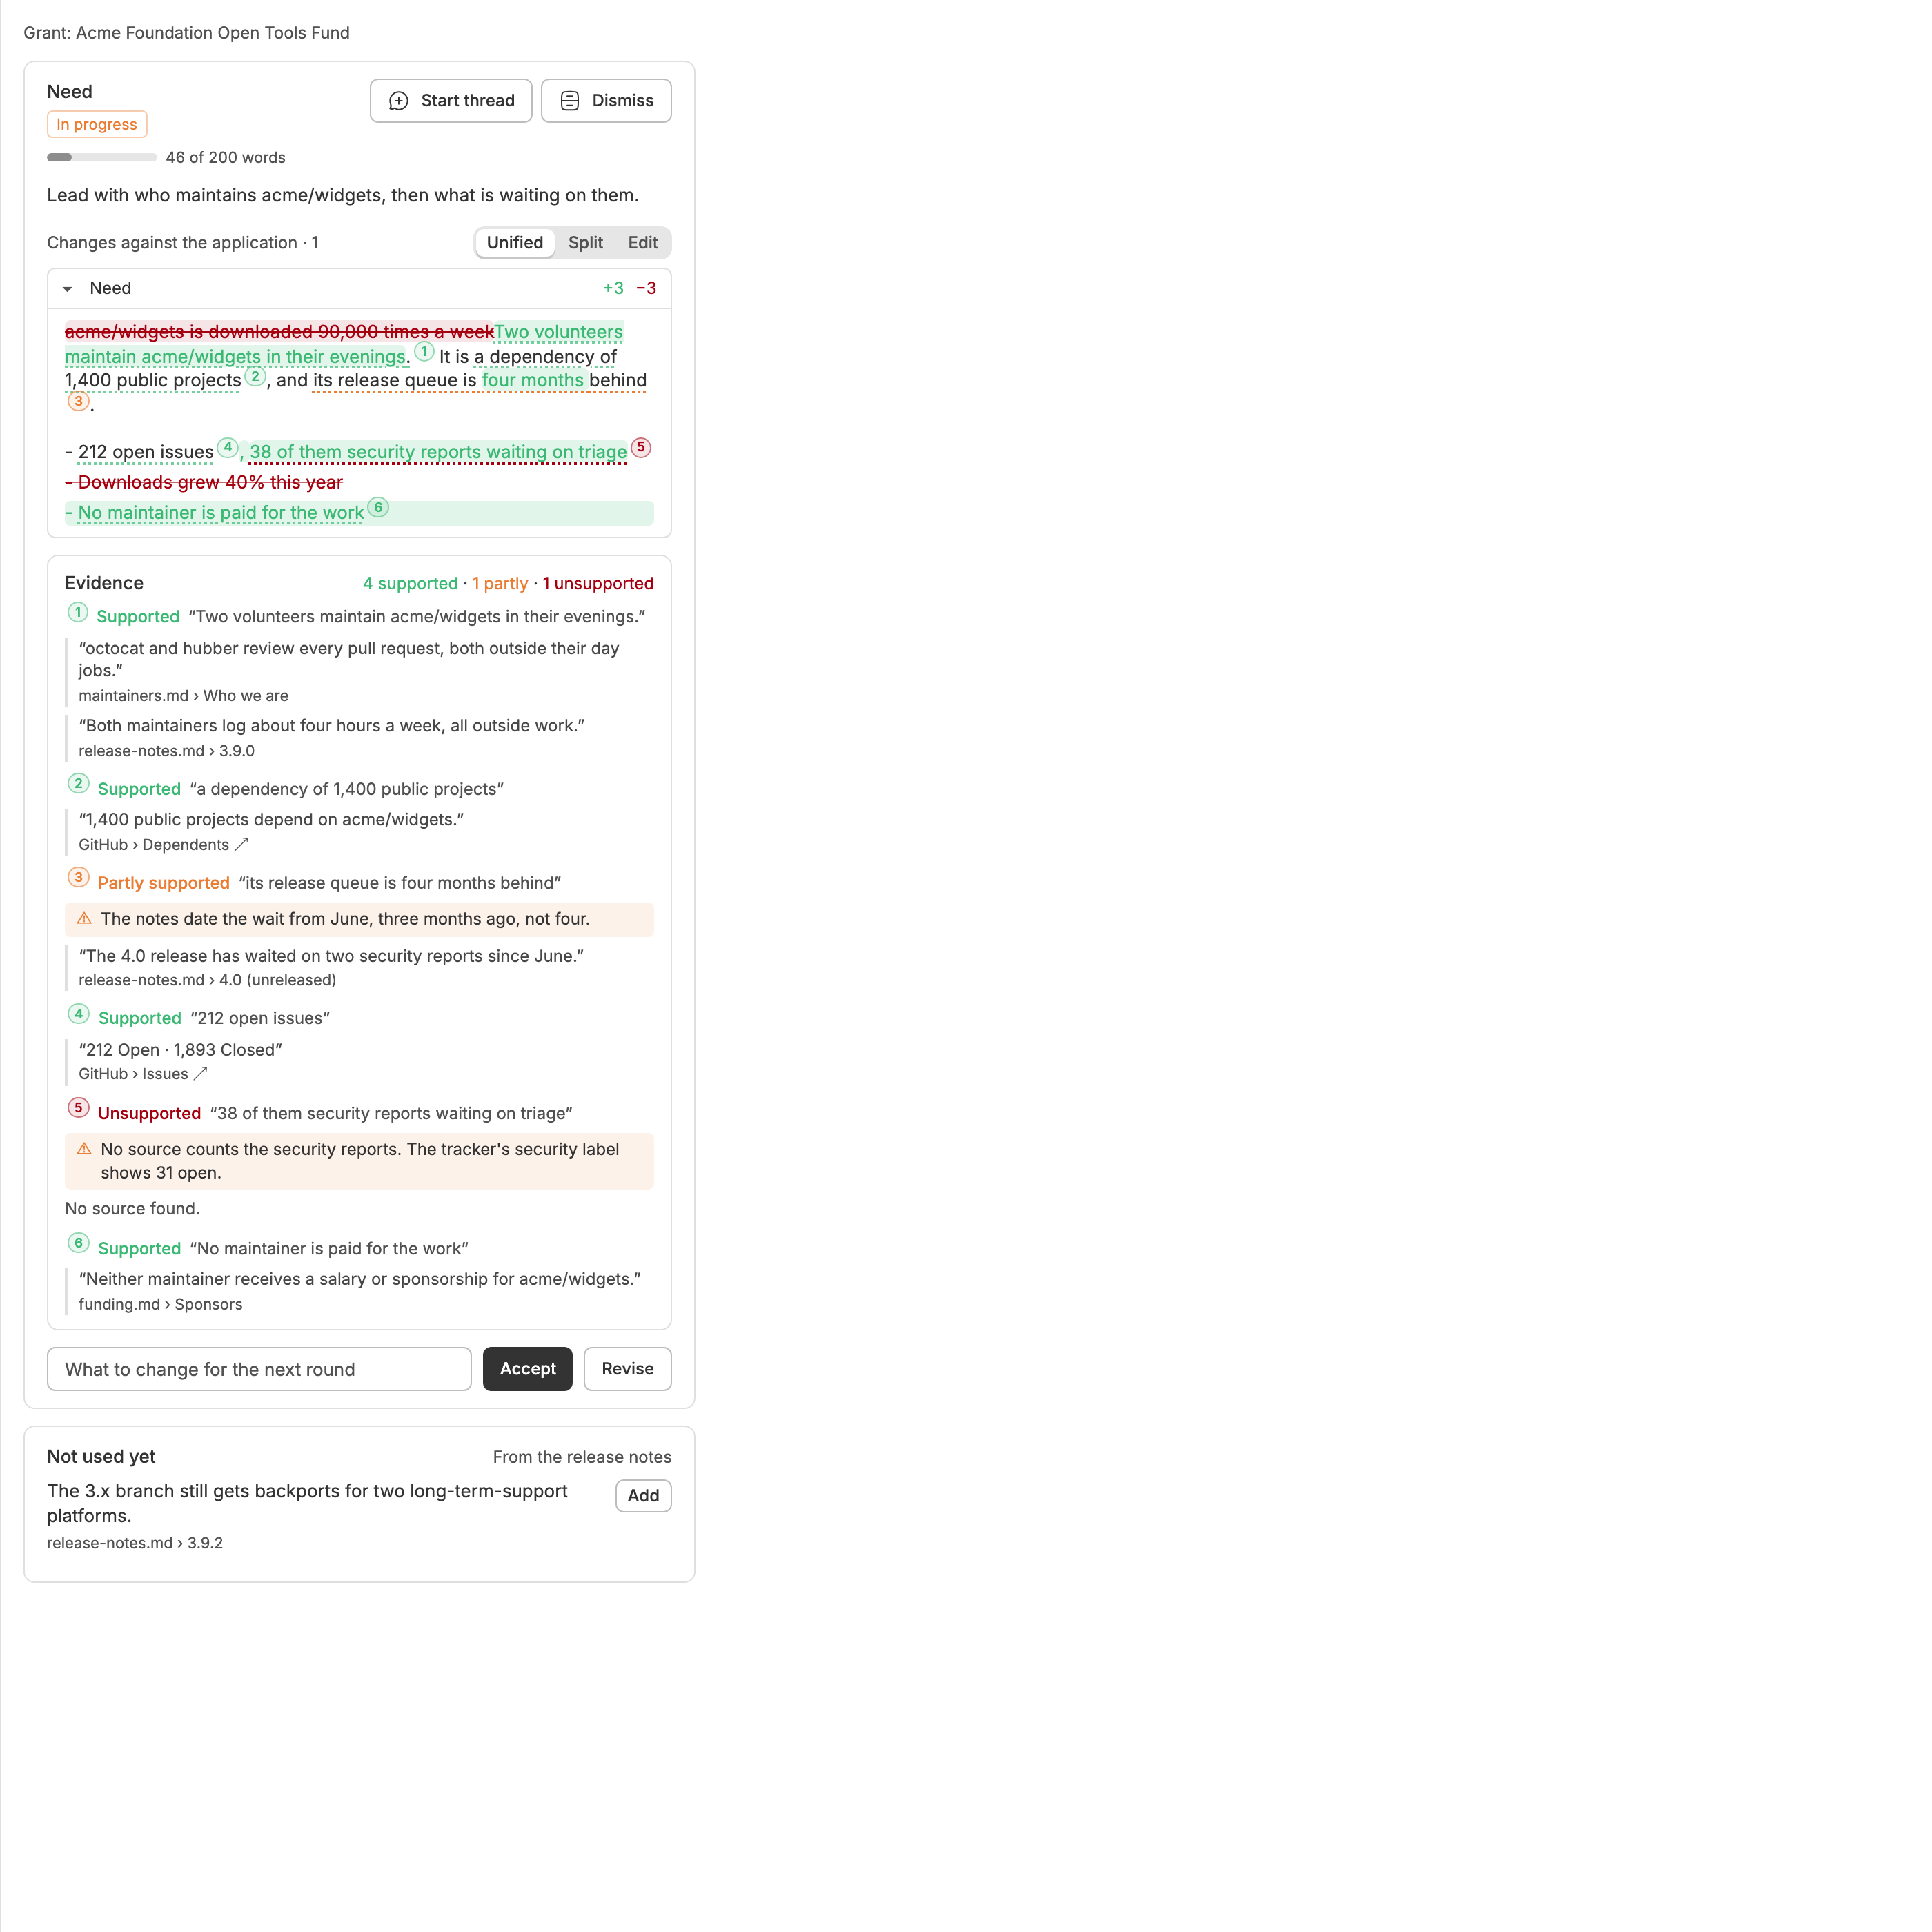 Grant: Acme Foundation Open Tools Fund
Need
Start thread
Dismiss
In progress
46 of 200 words
Lead with who maintains acme/widgets, then what is waiting on them.
Changes against the application · 1
Unified
Split
Edit
Need
+3 −3
acme/widgets is downloaded 90,000 times a weekTwo volunteers
maintain acme/widgets in their evenings. 1 It is a dependency of
1,400 public projects 2, and its release queue is four months behind
3.
- 212 open issues 4, 38 of them security reports waiting on triage 5
- Downloads grew 40% this year
- No maintainer is paid for the work 6
Evidence
4 supported · 1 partly · 1 unsupported
1 Supported “Two volunteers maintain acme/widgets in their evenings.”
“octocat and hubber review every pull request, both outside their day
jobs.”
maintainers.md › Who we are
“Both maintainers log about four hours a week, all outside work.”
release-notes.md › 3.9.0
2 Supported “a dependency of 1,400 public projects”
“1,400 public projects depend on acme/widgets.”
GitHub › Dependents
3 Partly supported “its release queue is four months behind”
The notes date the wait from June, three months ago, not four.
“The 4.0 release has waited on two security reports since June.”
release-notes.md › 4.0 (unreleased)
4 Supported “212 open issues”
“212 Open · 1,893 Closed”
GitHub › Issues
5 Unsupported “38 of them security reports waiting on triage”
No source counts the security reports. The tracker's security label
shows 31 open.
No source found.
6 Supported “No maintainer is paid for the work”
“Neither maintainer receives a salary or sponsorship for acme/widgets.”
funding.md › Sponsors
What to change for the next round
Accept
Revise
Not used yet
From the release notes
The 3.x branch still gets backports for two long-term-support
platforms.
Add
release-notes.md › 3.9.2